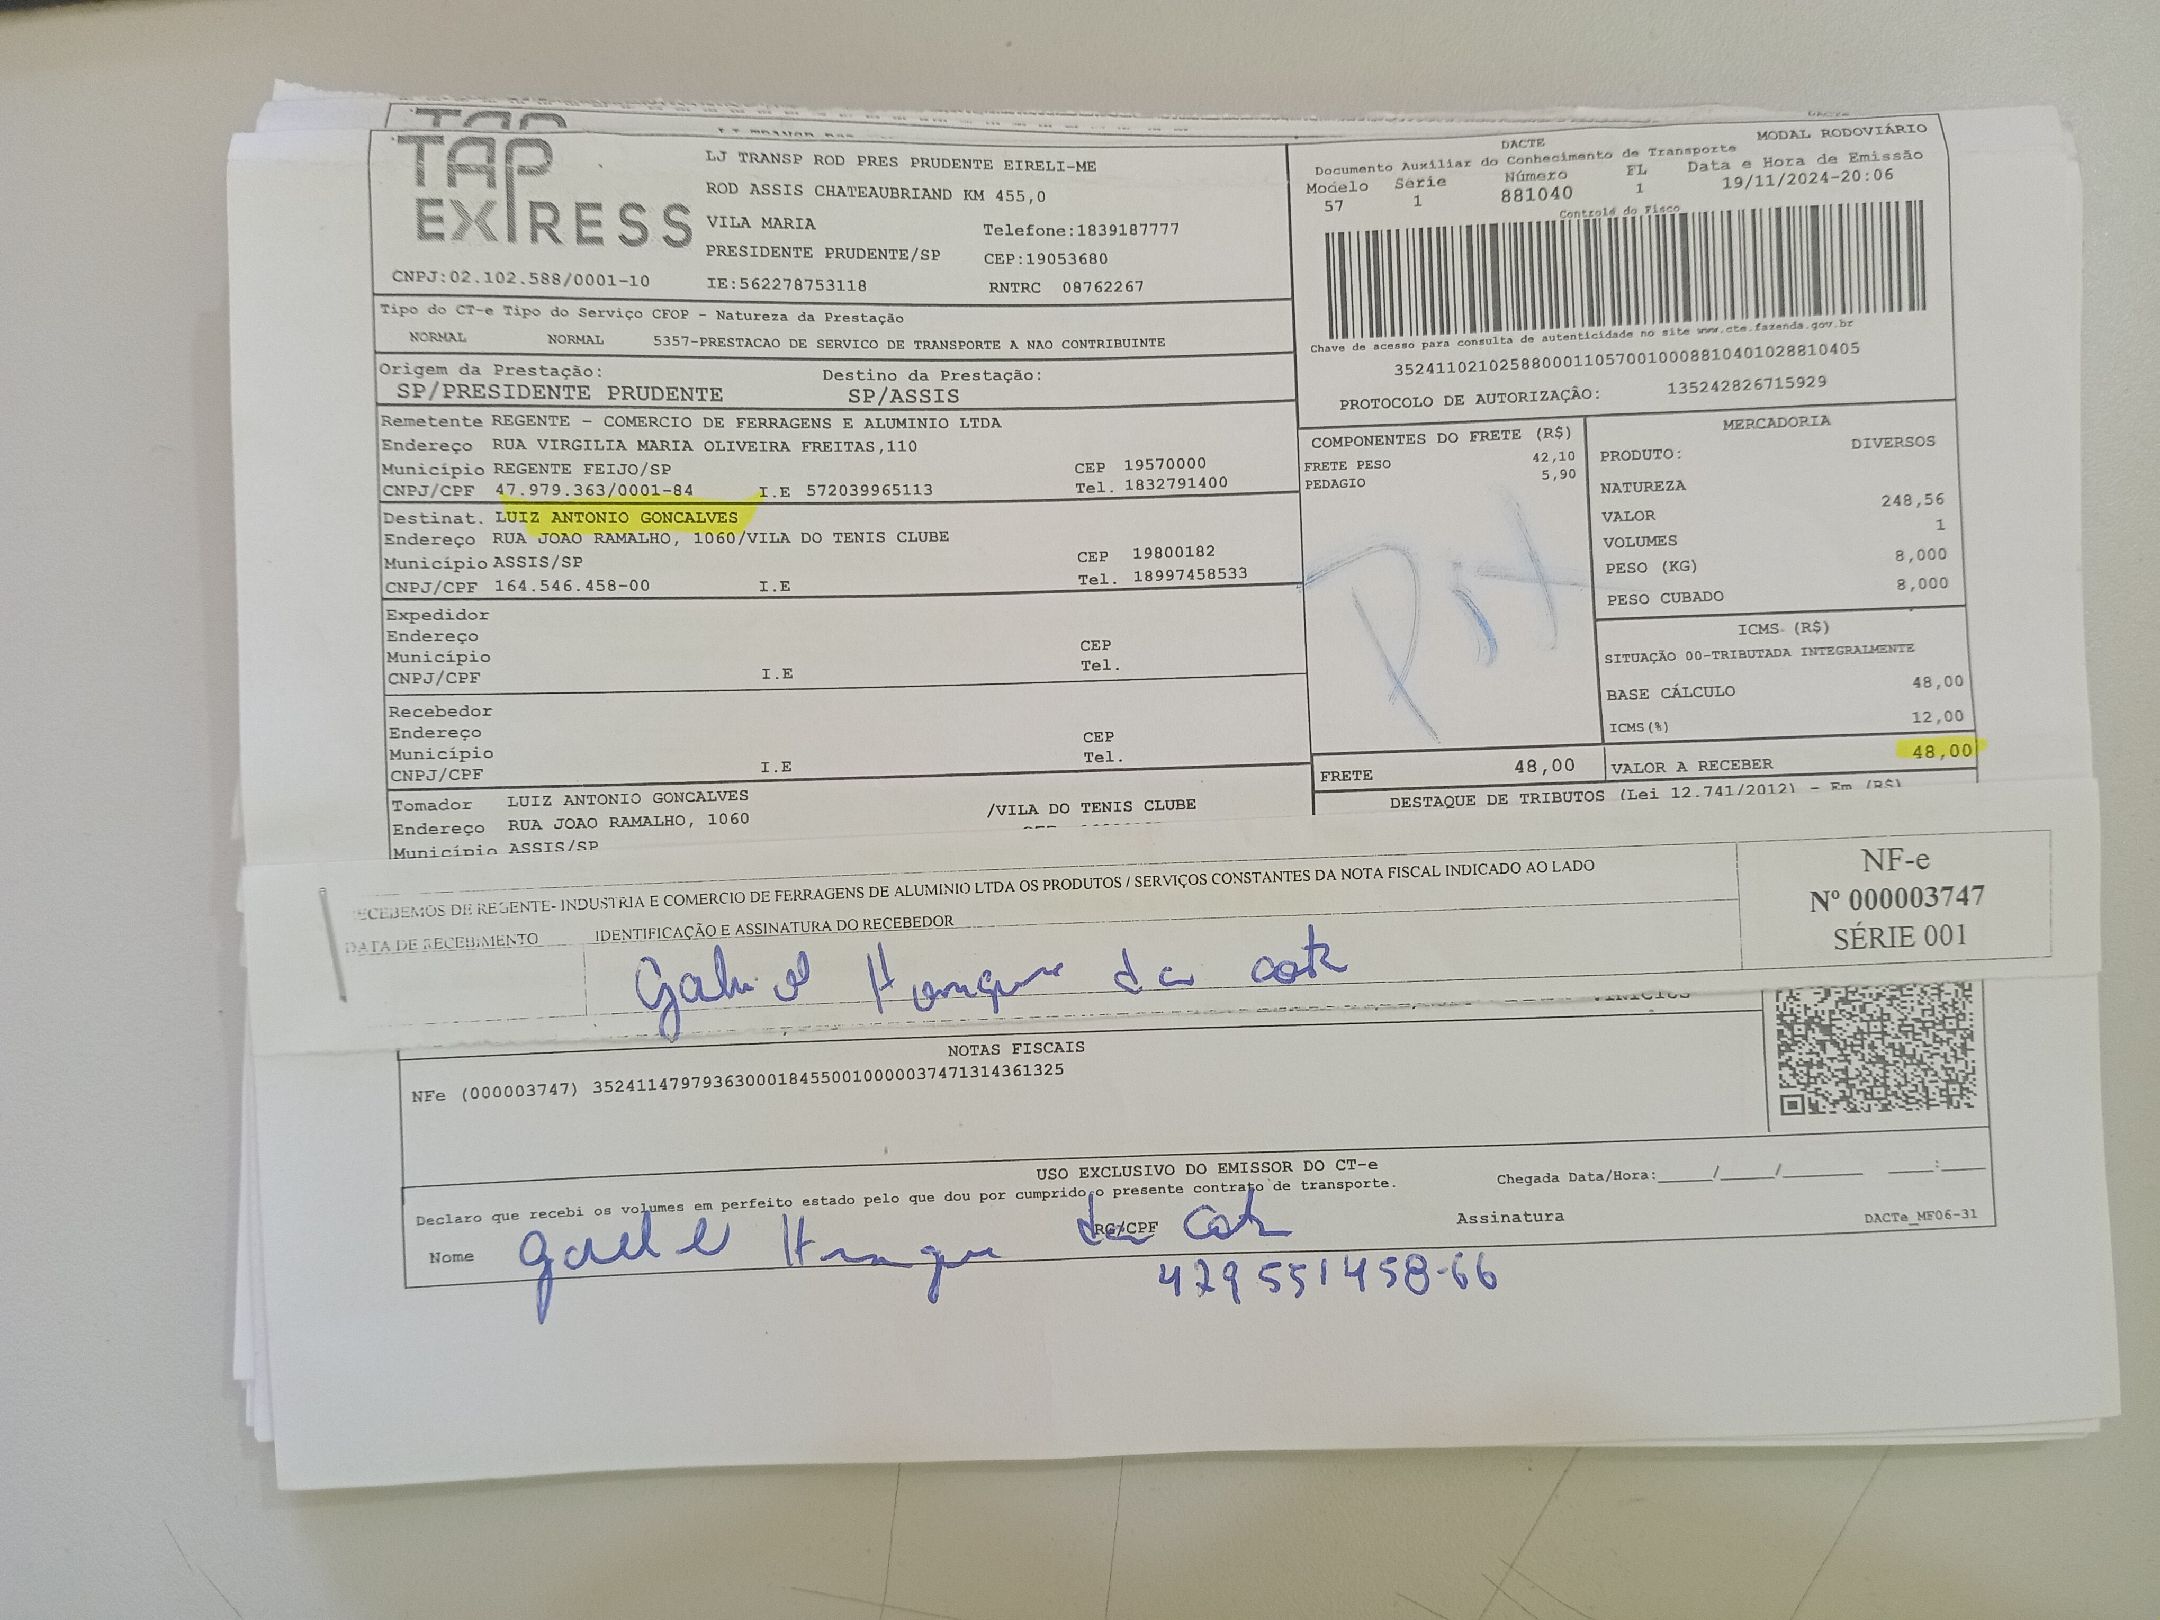 TAP
EXPRESS
CNPJ:02.102.588/0001-10
LJ TRANSP ROD PRES PRUDENTE EIRELI-ME
ROD ASSIS CHATEAUBRIAND KM 455,0
VILA MARIA
Telefone:1839187777
PRESIDENTE PRUDENTE/SP CEP:19053680
IE:562278753118 RNTRC 08762267
DACTE MODAL RODOVIÁRIO
Documento Auxiliar do Conhecimento de Transporte
Modelo Serie Número FL Data e Hora de Emissão
57 1 881040 1 19/11/2024-20:06
Controle do Fisco
Chave de acesso para consulta de autenticidade no site www.cte.fazenda.gov.br
35241102102588000110570010008810401028810405
PROTOCOLO DE AUTORIZAÇÃO: 135242826715929
Tipo do CT-e Tipo do Serviço CFOP - Natureza da Prestação
NORMAL NORMAL 5357-PRESTACAO DE SERVICO DE TRANSPORTE A NAO CONTRIBUINTE
Origem da Prestação: Destino da Prestação:
SP/PRESIDENTE PRUDENTE SP/ASSIS
Remetente REGENTE - COMERCIO DE FERRAGENS E ALUMINIO LTDA
Endereço RUA VIRGILIA MARIA OLIVEIRA FREITAS,110
Município REGENTE FEIJO/SP CEP 19570000
CNPJ/CPF 47.979.363/0001-84 I.E 572039965113 Tel. 1832791400
Destinat. LUIZ ANTONIO GONCALVES
Endereço RUA JOAO RAMALHO, 1060/VILA DO TENIS CLUBE
Município ASSIS/SP CEP 19800182
CNPJ/CPF 164.546.458-00 I.E Tel. 18997458533
Expedidor
Endereço
Município CEP
CNPJ/CPF I.E Tel.
Recebedor
Endereço
Município CEP
CNPJ/CPF I.E Tel.
Tomador LUIZ ANTONIO GONCALVES
Endereço RUA JOAO RAMALHO, 1060 /VILA DO TENIS CLUBE
Município ASSIS/SP
COMPONENTES DO FRETE (R$)
FRETE PESO 42,10
PEDAGIO 5,90
FRETE 48,00
MERCADORIA
PRODUTO: DIVERSOS
NATUREZA
VALOR 248,56
VOLUMES 1
PESO (KG) 8,000
PESO CUBADO 8,000
ICMS (R$)
SITUAÇÃO 00-TRIBUTADA INTEGRALMENTE
BASE CÁLCULO 48,00
ICMS(%) 12,00
VALOR A RECEBER 48,00
DESTAQUE DE TRIBUTOS (Lei 12.741/2012) - Em (R$)
RECEBEMOS DE REGENTE- INDUSTRIA E COMERCIO DE FERRAGENS DE ALUMINIO LTDA OS PRODUTOS / SERVIÇOS CONSTANTES DA NOTA FISCAL INDICADO AO LADO
DATA DE RECEBIMENTO IDENTIFICAÇÃO E ASSINATURA DO RECEBEDOR
NF-e
Nº 000003747
SÉRIE 001
NOTAS FISCAIS
NFe (000003747) 35241147979363000184550010000037471314361325
USO EXCLUSIVO DO EMISSOR DO CT-e
Declaro que recebi os volumes em perfeito estado pelo que dou por cumprido o presente contrato de transporte.
Chegada Data/Hora:_____/_____/_______ ____:____
Nome RG/CPF Assinatura DACTe_MF06-31
429551458-66